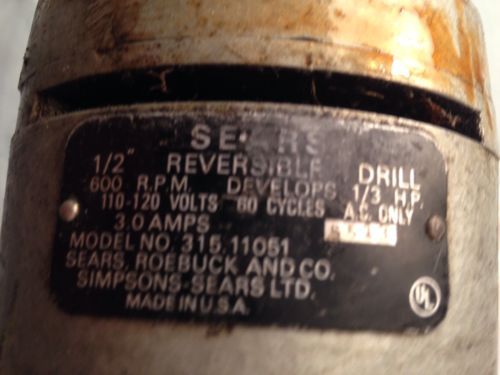 SEARS
1/2" REVERSIBLE DRILL
600 R.P.M. DEVELOPS 1/3 H.P.
110-120 VOLTS 60 CYCLES A.C. ONLY
3.0 AMPS
MODEL NO. 315.11051
SEARS, ROEBUCK AND CO.
SIMPSONS-SEARS LTD.
MADE IN U.S.A.
UL